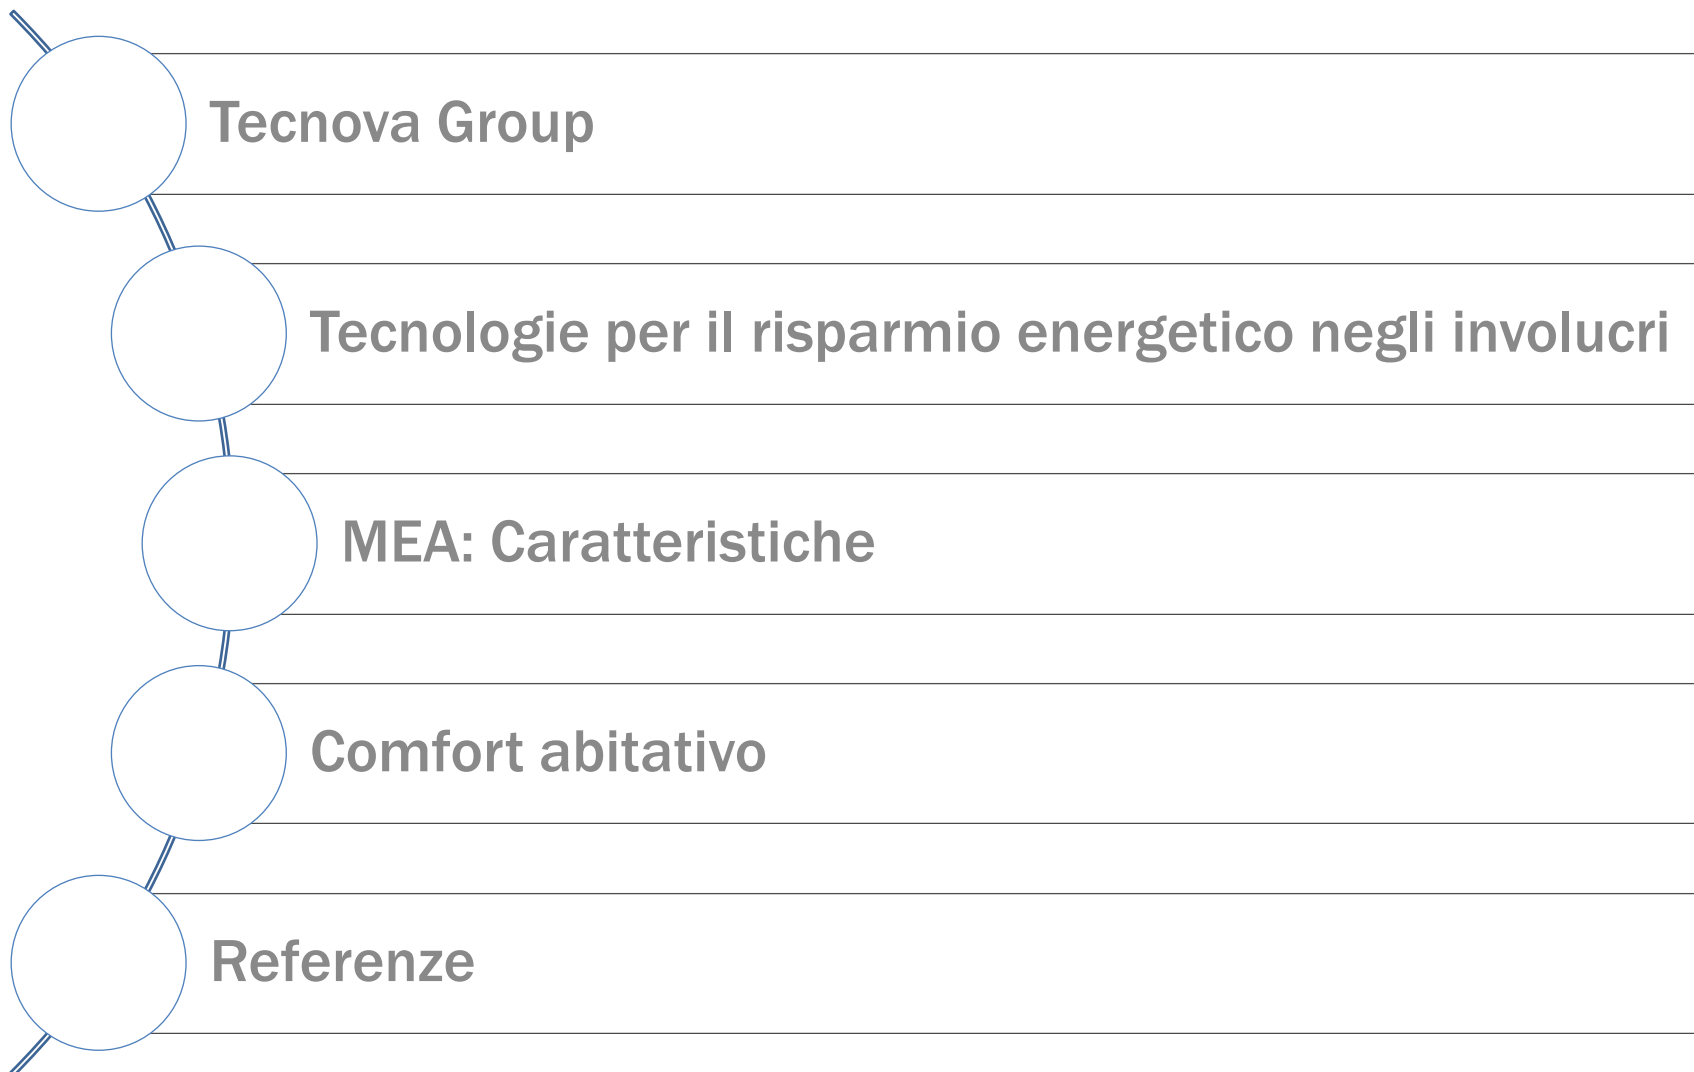 Tecnova Group
Tecnologie per il risparmio energetico negli involucri
MEA: Caratteristiche
Comfort abitativo
Referenze